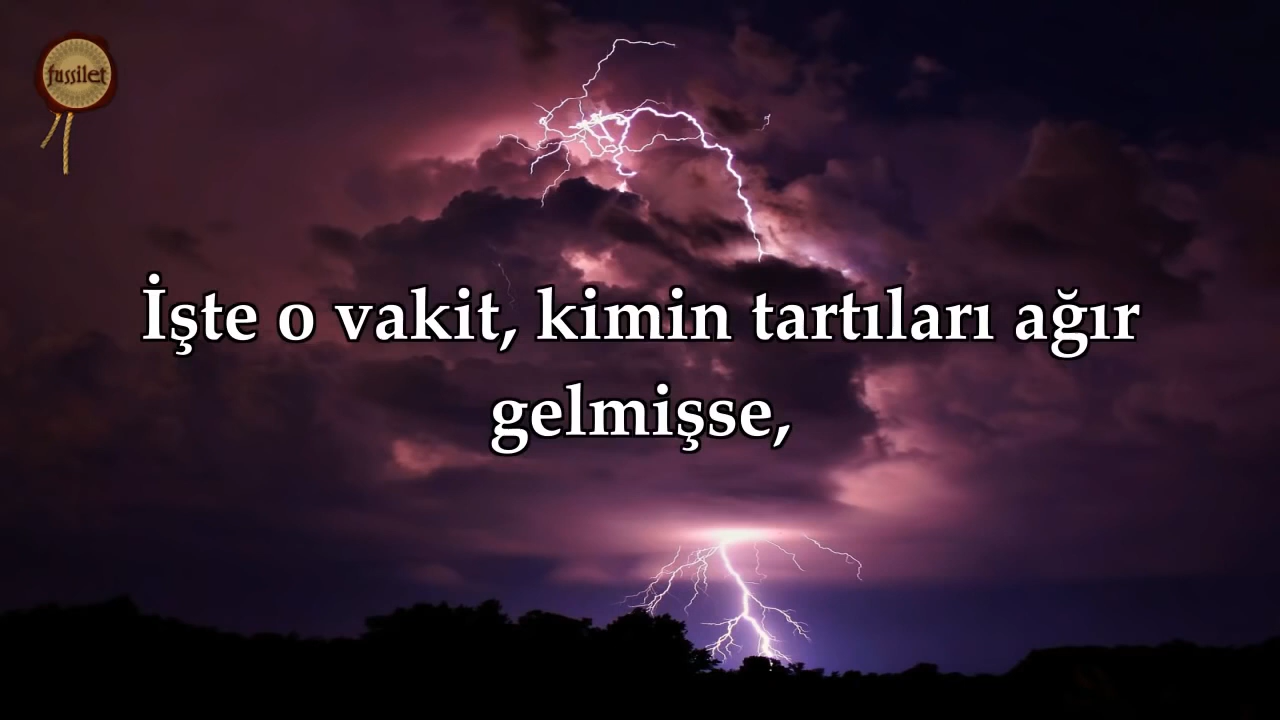 fussilet
İşte o vakit, kimin tartıları ağır
gelmişse,